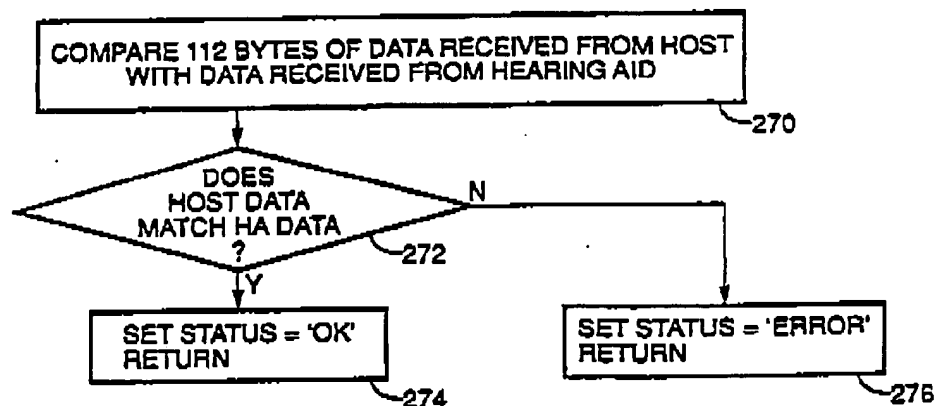 COMPARE 112 BYTES OF DATA RECEIVED FROM HOST
WITH DATA RECEIVED FROM HEARING AID
270
DOES
HOST DATA
MATCH HA DATA
?
272
N
Y
SET STATUS = 'OK'
RETURN
274
SET STATUS = 'ERROR'
RETURN
276